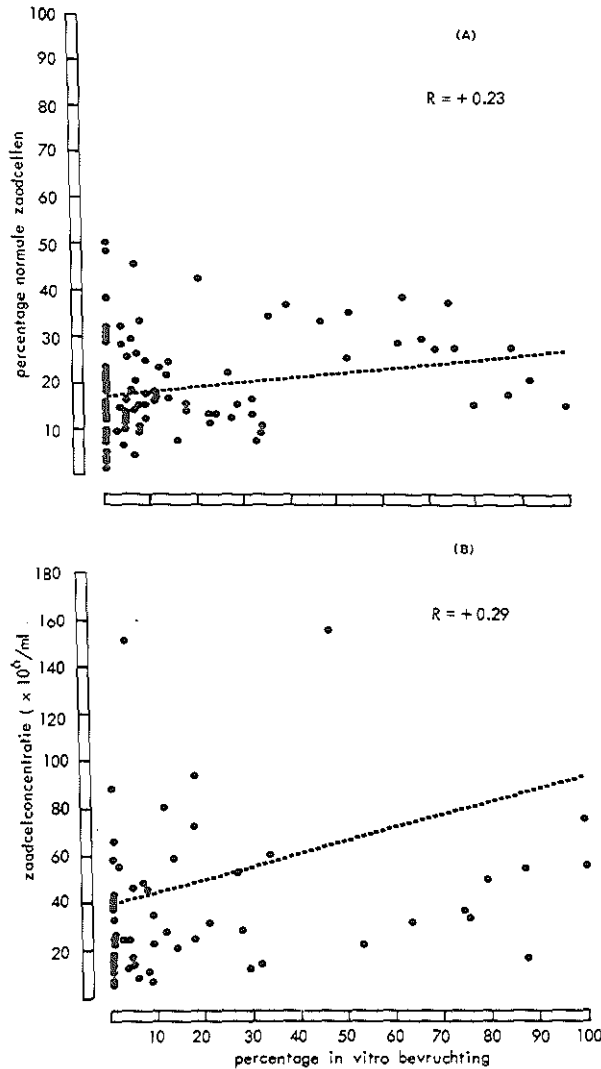 (A)
R = + 0.23
percentage normale zaadcellen
100
90
80
70
60
50
40
30
20
10
(B)
R = + 0.29
zaadcelconcentratie ( x 10⁶/ml)
180
160
140
120
100
80
60
40
20
10 20 30 40 50 60 70 80 90 100
percentage in vitro bevruchting